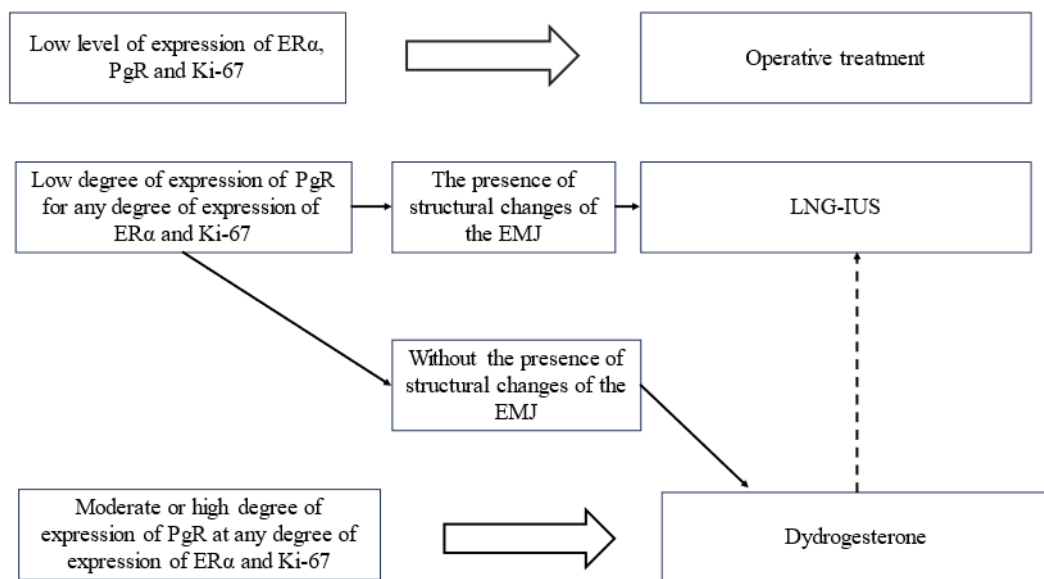 Low level of expression of ERα,
PgR and Ki-67
Operative treatment
Low degree of expression of PgR
for any degree of expression of
ERα and Ki-67
The presence of
structural changes of
the EMJ
LNG-IUS
Without the presence of
structural changes of the
EMJ
Moderate or high degree of
expression of PgR at any degree of
expression of ERα and Ki-67
Dydrogesterone